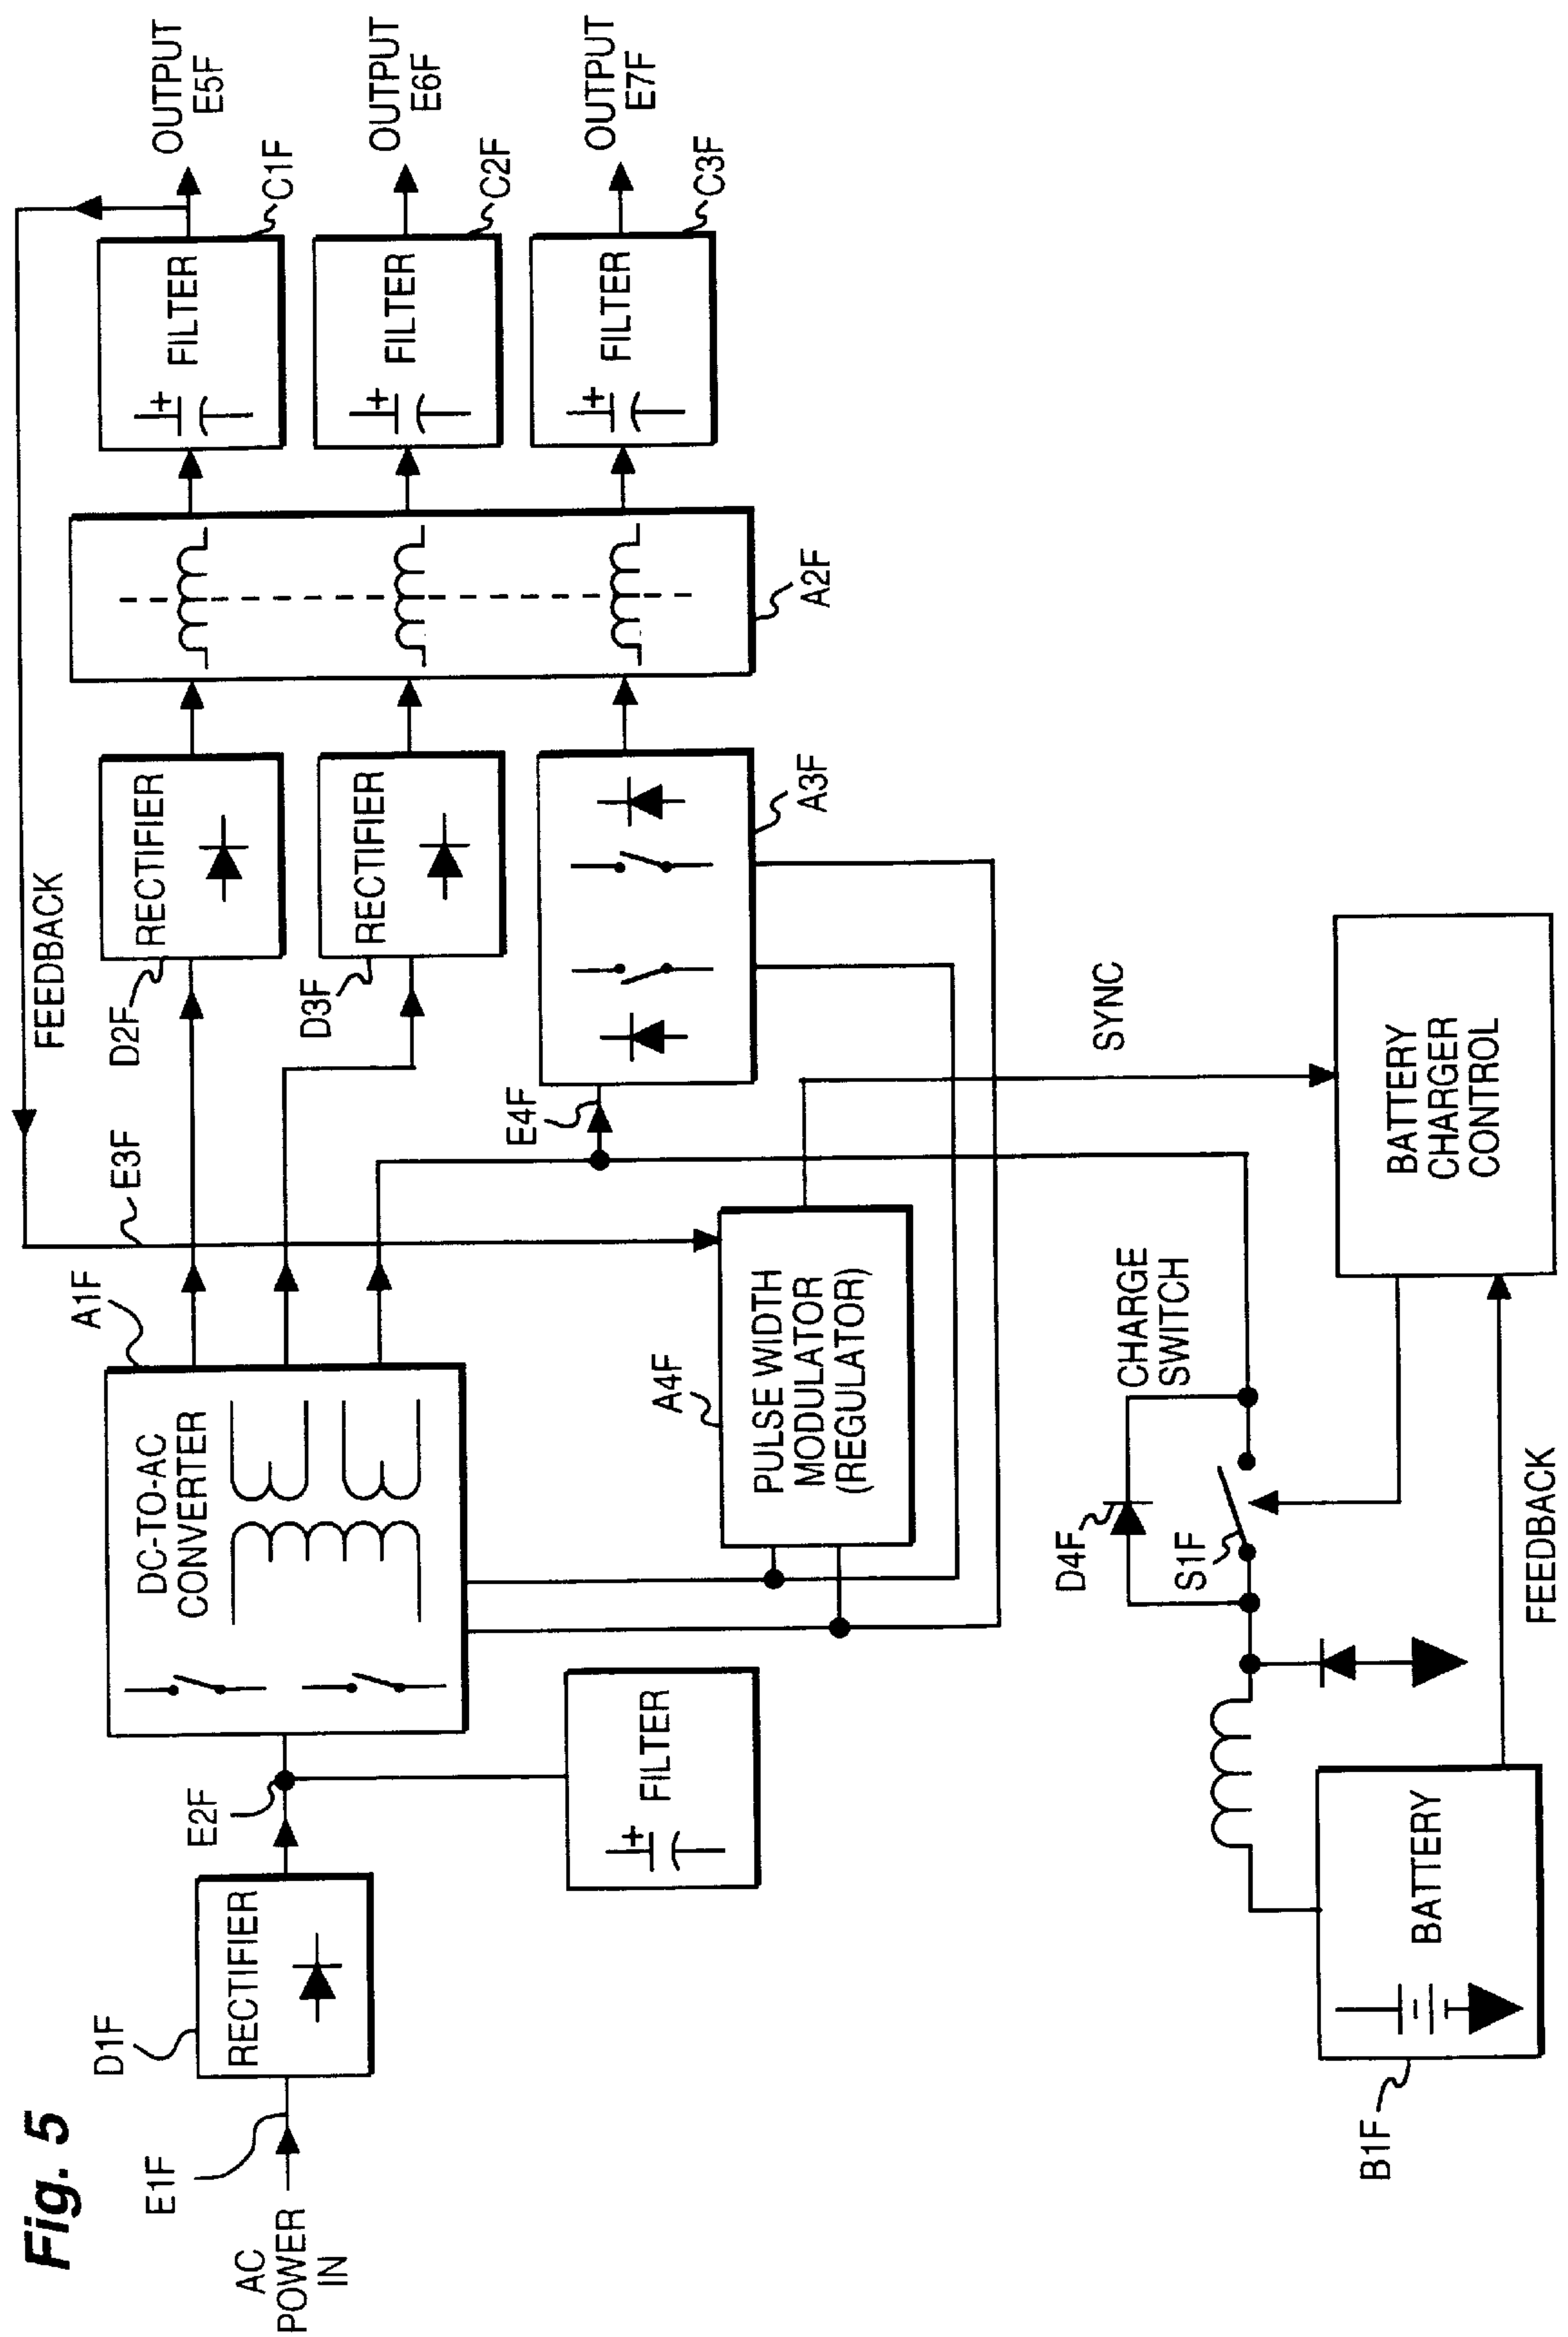 Fig. 5
AC
POWER
IN
E1F
D1F
RECTIFIER
E2F
FILTER
DC-TO-AC
CONVERTER
A1F
E3F
FEEDBACK
D2F
RECTIFIER
D3F
RECTIFIER
E4F
A3F
A2F
FILTER
C1F
OUTPUT
E5F
FILTER
C2F
OUTPUT
E6F
FILTER
C3F
OUTPUT
E7F
A4F
PULSE WIDTH
MODULATOR
(REGULATOR)
SYNC
CHARGE
SWITCH
D4F
S1F
BATTERY
CHARGER
CONTROL
FEEDBACK
BATTERY
B1F
+
+
+
+